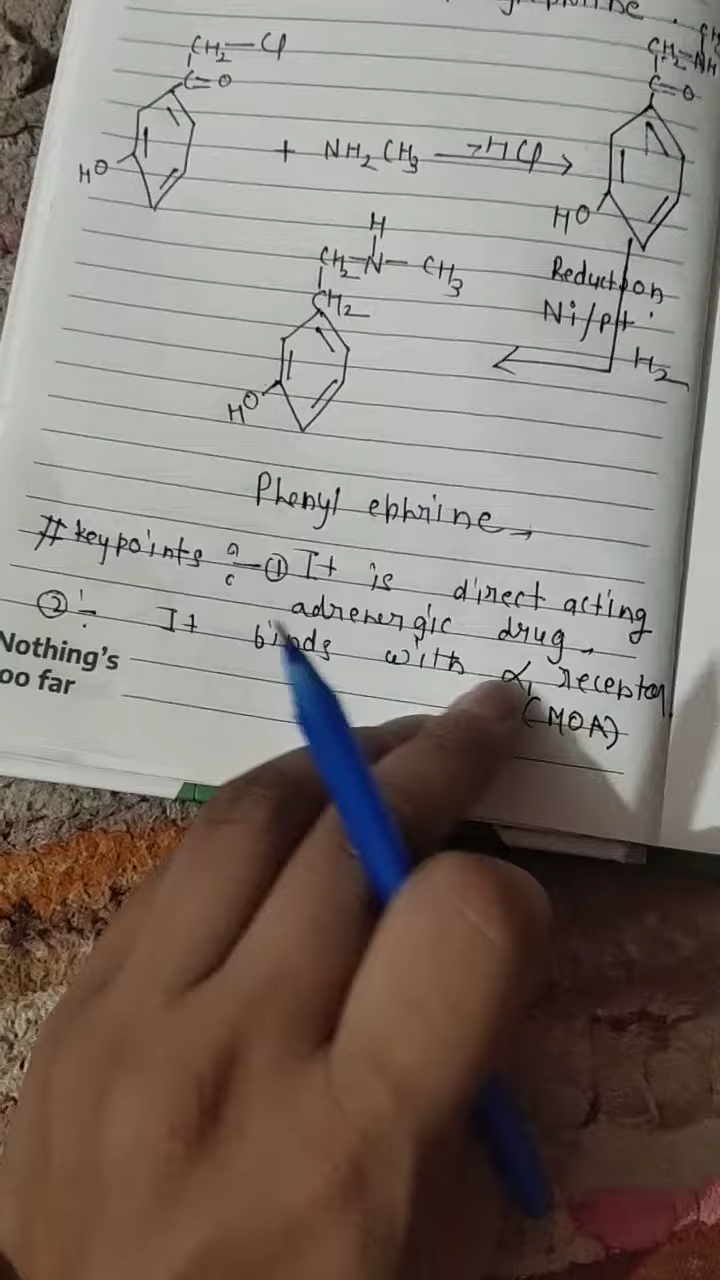 CH₂—Cl
C=O
HO
+ NH₂CH₃ —HCl→
CH₂—NH
C=O
HO
Reduction
Ni/pt
H₂
H
CH₂—N—CH₃
CH₂
HO
Phenyl ephrine
# keypoints :— ① It is direct acting
adrenergic drug.
② :- It binds with α₁ receptor
(MOA)
Nothing's
oo far